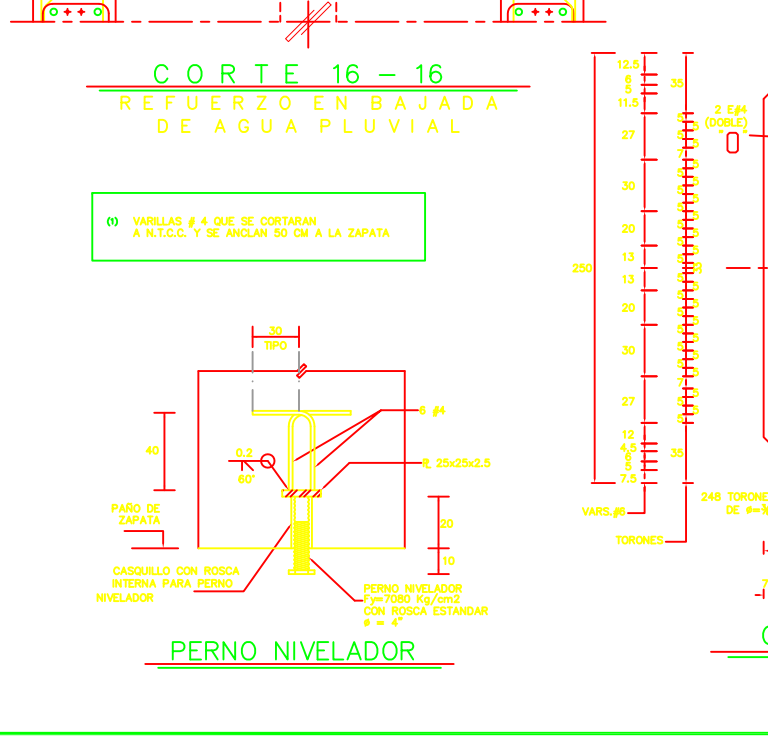 CORTE 16 - 16
REFUERZO EN BAJADA
DE AGUA PLUVIAL
(1) VARILLAS # 4 QUE SE CORTARAN
A N.T.C.C. Y SE ANCLAN 50 CM A LA ZAPATA
30
TIPO
6 #4
40
0.2
60°
25x25x2.5
PAÑO DE
ZAPATA
20
10
CASQUILLO CON ROSCA
INTERNA PARA PERNO
NIVELADOR
PERNO NIVELADOR
Fy=7080 Kg/cm2
CON ROSCA ESTANDAR
ø = 4"
PERNO NIVELADOR
12.5
6
5
11.5
27
30
20
13
13
20
30
27
12
4.5
6
5
7.5
250
35
35
VARS.#6
TORONES
2 E#4
(DOBLE)
248 TORONE
DE ø=